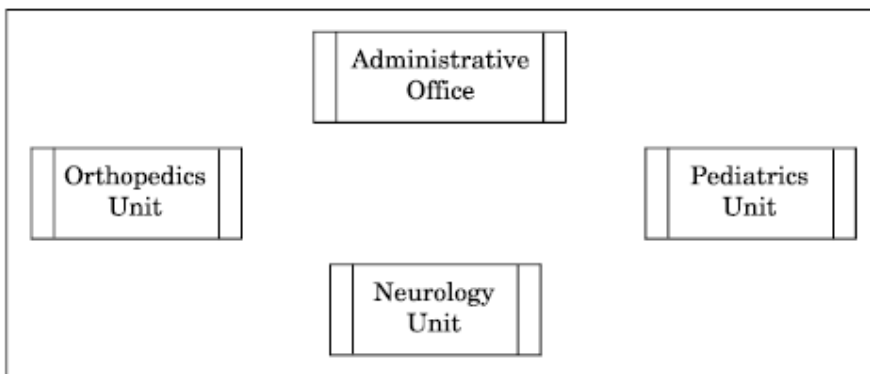 Administrative
Office
Orthopedics
Unit
Pediatrics
Unit
Neurology
Unit